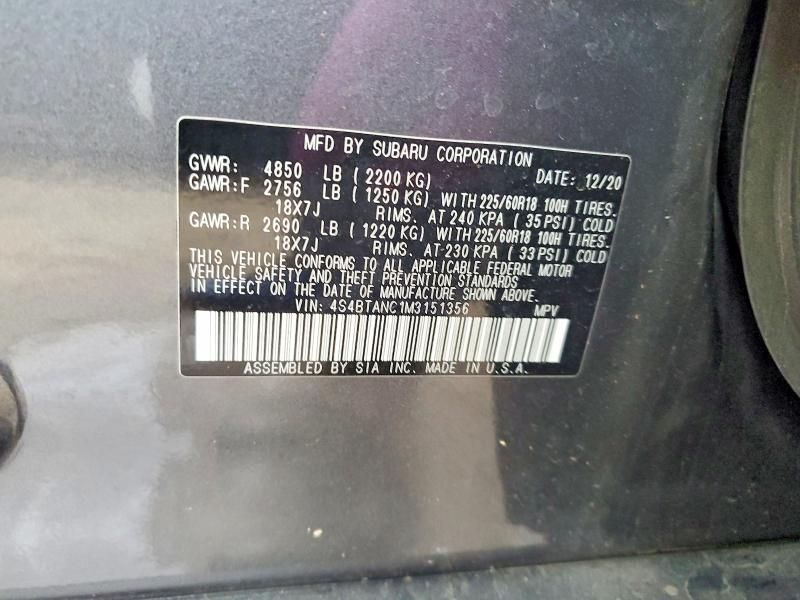 MFD BY SUBARU CORPORATION
GVWR: 4850 LB ( 2200 KG) DATE: 12/20
GAWR:F 2756 LB ( 1250 KG) WITH 225/60R18 100H TIRES.
18X7J RIMS. AT 240 KPA ( 35 PSI) COLD
GAWR:R 2690 LB ( 1220 KG) WITH 225/60R18 100H TIRES.
18X7J RIMS. AT 230 KPA ( 33 PSI) COLD
THIS VEHICLE CONFORMS TO ALL APPLICABLE FEDERAL MOTOR
VEHICLE SAFETY AND THEFT PREVENTION STANDARDS
IN EFFECT ON THE DATE OF MANUFACTURE SHOWN ABOVE.
VIN: 4S4BTANC1M3151356 MPV
ASSEMBLED BY SIA INC. MADE IN U.S.A.